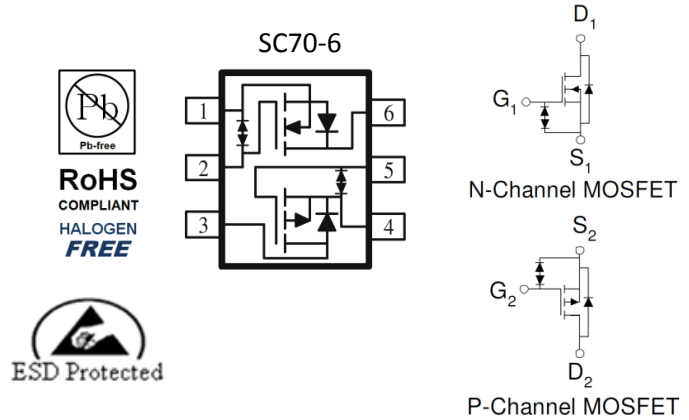 SC70-6
Pb
Pb-free
RoHS
COMPLIANT
HALOGEN
FREE
ESD Protected
1
2
3
6
5
4
D1
G1
S1
N-Channel MOSFET
S2
G2
D2
P-Channel MOSFET